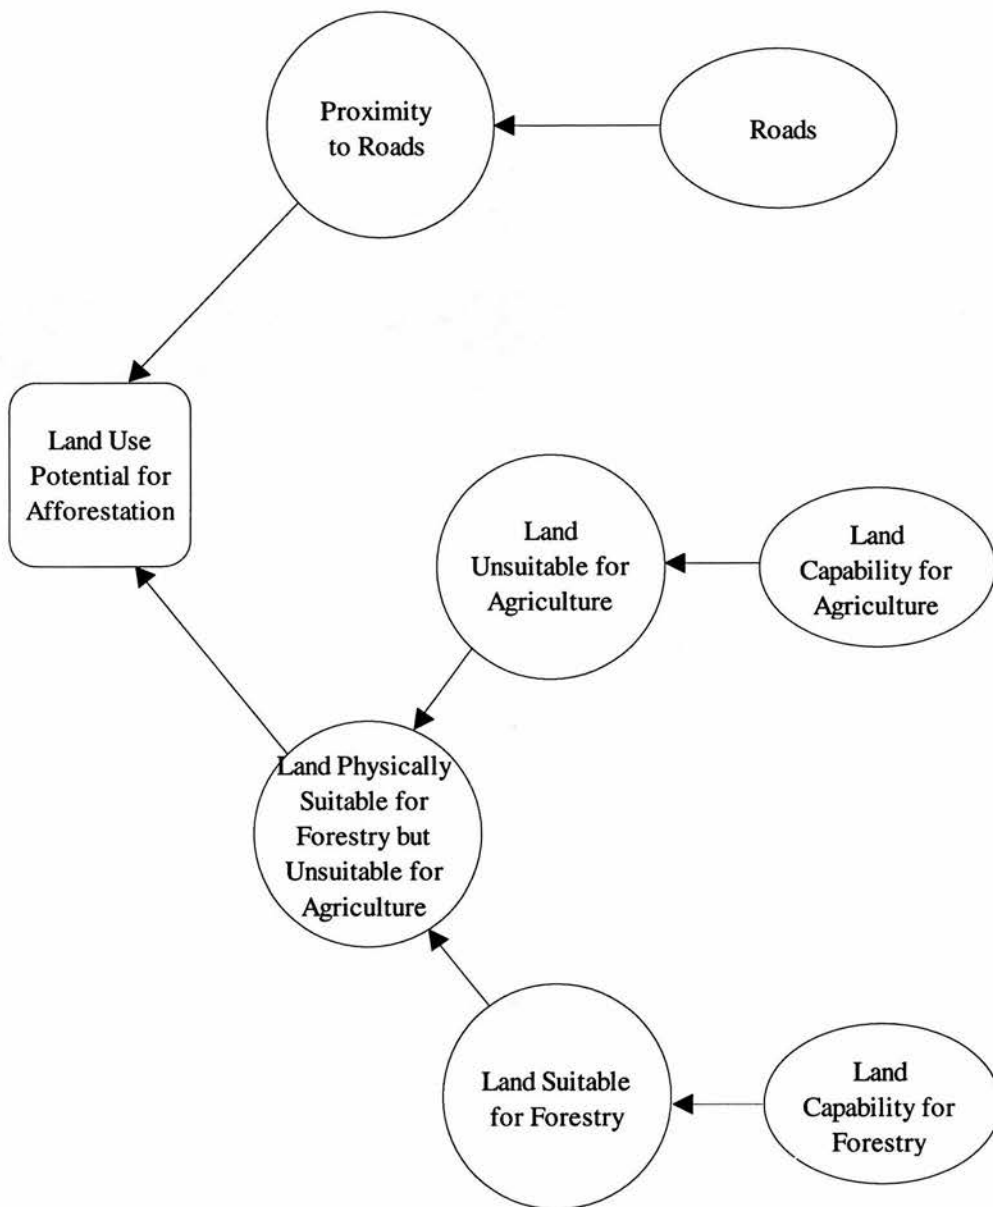 Proximity
to Roads
Roads
Land Use
Potential for
Afforestation
Land
Unsuitable for
Agriculture
Land
Capability for
Agriculture
Land Physically
Suitable for
Forestry but
Unsuitable for
Agriculture
Land Suitable
for Forestry
Land
Capability for
Forestry